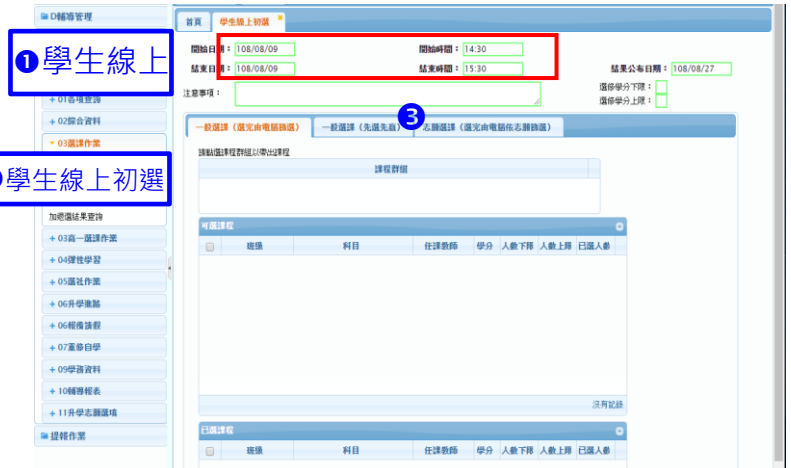 D輔導管理
首頁
學生線上初選
❶學生線上
開始日期：
108/08/09
開始時間：
14:30
結束日期：
108/08/09
結束時間：
15:30
結果公布日期：
108/08/27
注意事項：
選修學分下限：
選修學分上限：
+ 01各項查詢
+ 02綜合資料
03選課作業
學生線上初選
加退選結果查詢
+ 03高一選課作業
+ 04彈性學習
+ 05選社作業
+ 06升學進路
+ 06報備請假
+ 07重修自學
+ 09學務資料
+ 10輔導報表
+ 11升學志願選填
提報作業
❸
一般選課（選完由電腦篩選）
一般選課（先選先贏）
志願選課（選完由電腦依志願篩選）
請點選課程群組以帶出課程
課程群組
可選課程
班級 科目 任課教師 學分 人數下限 人數上限 已選人數
沒有記錄
已選課程
班級 科目 任課教師 學分 人數下限 人數上限 已選人數